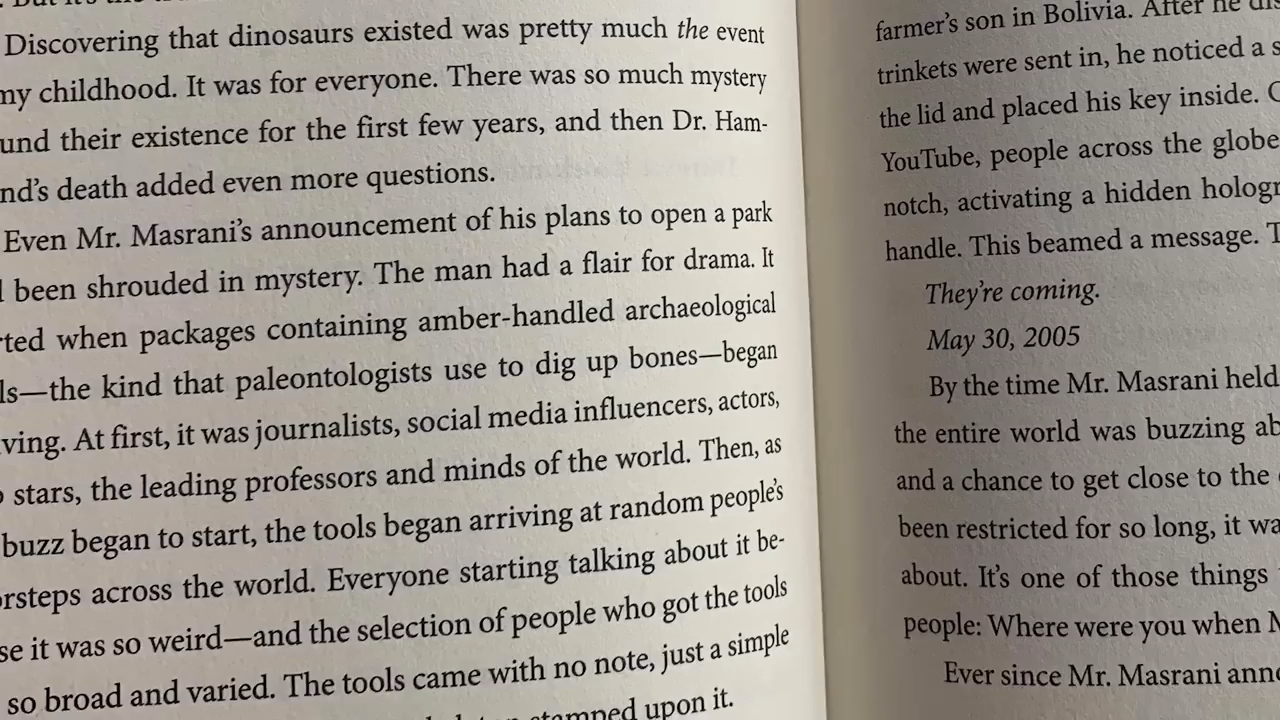 Discovering that dinosaurs existed was pretty much the event
my childhood. It was for everyone. There was so much mystery
und their existence for the first few years, and then Dr. Ham-
nd's death added even more questions.
Even Mr. Masrani's announcement of his plans to open a park
been shrouded in mystery. The man had a flair for drama. It
rted when packages containing amber-handled archaeological
ls—the kind that paleontologists use to dig up bones—began
ving. At first, it was journalists, social media influencers, actors,
stars, the leading professors and minds of the world. Then, as
buzz began to start, the tools began arriving at random people's
rsteps across the world. Everyone starting talking about it be-
se it was so weird—and the selection of people who got the tools
so broad and varied. The tools came with no note, just a simple
stamped upon it.
farmer's son in Bolivia. After he dis
trinkets were sent in, he noticed a s
the lid and placed his key inside. C
YouTube, people across the globe
notch, activating a hidden hologr
handle. This beamed a message. T
They're coming.
May 30, 2005
By the time Mr. Masrani held
the entire world was buzzing ab
and a chance to get close to the
been restricted for so long, it wa
about. It's one of those things
people: Where were you when M
Ever since Mr. Masrani anno